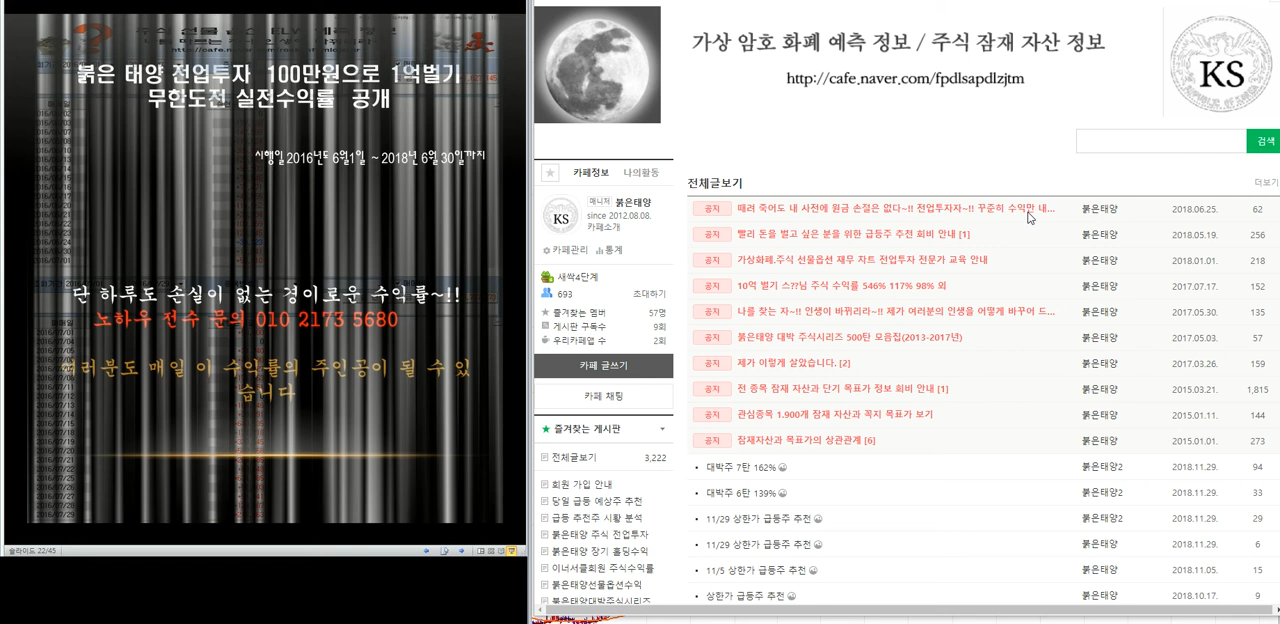 붉은 태양 전업투자 100만원으로 1억벌기
무한도전 실전수익률 공개
시행일 2016년도 6월1일 ~ 2018년 6월 30일까지
단 하루도 손실이 없는 경이로운 수익률~!!
노하우 전수 문의 010 2173 5680
여러분도 매일 이 수익률의 주인공이 될 수 있
습니다
슬라이드 22/45
가상 암호 화폐 예측 정보 / 주식 잠재 자산 정보
http://cafe.naver.com/fpdlsapdlzjtm
KS
검색
카페정보 나의활동
매니저 붉은태양
since 2012.08.08.
카페소개
KS
카페관리 통계
새싹4단계
693 초대하기
즐겨찾는 멤버 57명
게시판 구독수 9회
우리카페앱 수 2회
카페 글쓰기
카페 채팅
즐겨찾는 게시판
전체글보기 3,222
회원 가입 안내
당일 급등 예상주 추천
급등 추천주 시황 분석
붉은태양 주식 전업투자
붉은태양 장기 홀딩수익
이너서클회원 주식수익률
붉은태양선물옵션수익
붉은태양대박주식시리즈
전체글보기 더보기
공지 때려 죽어도 내 사전에 원금 손절은 없다~!! 전업투자자~!! 꾸준히 수익만 내... 붉은태양 2018.06.25. 62
공지 빨리 돈을 벌고 싶은 분을 위한 급등주 추천 회비 안내 [1] 붉은태양 2018.05.19. 256
공지 가상화폐,주식 선물옵션 재무 차트 전업투자 전문가 교육 안내 붉은태양 2018.01.01. 218
공지 10억 벌기 스??님 주식 수익률 546% 117% 98% 외 붉은태양 2017.07.17. 152
공지 나를 찾는 자~!! 인생이 바뀌리라~!! 제가 여러분의 인생을 어떻게 바꾸어 드... 붉은태양 2017.05.30. 135
공지 붉은태양 대박 주식시리즈 500탄 모음집(2013-2017년) 붉은태양 2017.05.03. 57
공지 제가 이렇게 살았습니다. [2] 붉은태양 2017.03.26. 159
공지 전 종목 잠재 자산과 단기 목표가 정보 회비 안내 [1] 붉은태양 2015.03.21. 1,815
공지 관심종목 1.900개 잠재 자산과 꼭지 목표가 보기 붉은태양 2015.01.11. 144
공지 잠재자산과 목표가의 상관관계 [6] 붉은태양 2015.01.01. 273
대박주 7탄 162% 붉은태양2 2018.11.29. 94
대박주 6탄 139% 붉은태양2 2018.11.29. 33
11/29 상한가 급등주 추천 붉은태양2 2018.11.29. 29
11/29 상한가 급등주 추천 붉은태양 2018.11.29. 6
11/5 상한가 급등주 추천 붉은태양 2018.11.05. 15
상한가 급등주 추천 붉은태양 2018.10.17. 9